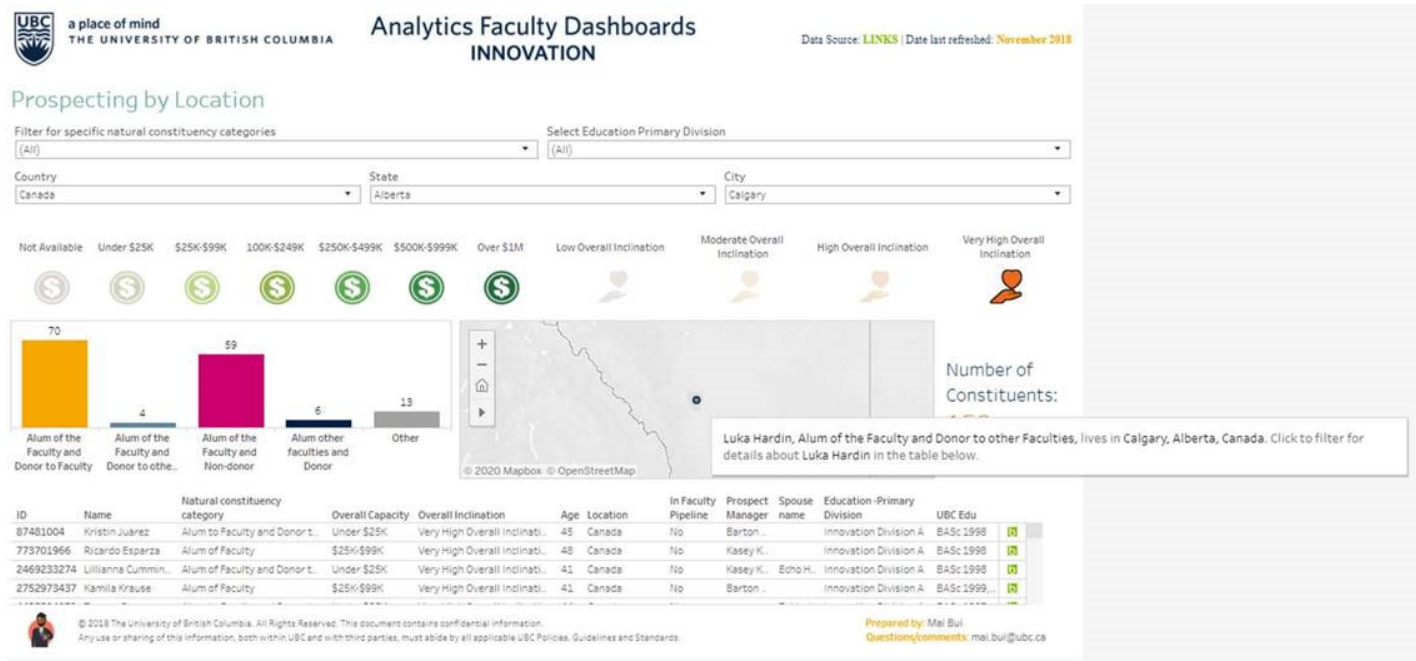 UBC
a place of mind
THE UNIVERSITY OF BRITISH COLUMBIA
Analytics Faculty Dashboards
INNOVATION
Data Source: LINKS | Date last refreshed: November 2018
Prospecting by Location
Filter for specific natural constituency categories
Select Education Primary Division
(All)
(All)
Country
State
City
Canada
Alberta
Calgary
Not Available Under $25K $25K-$99K 100K-$249K $250K-$499K $500K-$999K Over $1M Low Overall Inclination Moderate Overall Inclination High Overall Inclination Very High Overall Inclination
70
4
59
6
13
Alum of the Faculty and Donor to Faculty
Alum of the Faculty and Donor to othe..
Alum of the Faculty and Non-donor
Alum other faculties and Donor
Other
© 2020 Mapbox © OpenStreetMap
Number of
Constituents:
Luka Hardin, Alum of the Faculty and Donor to other Faculties, lives in Calgary, Alberta, Canada. Click to filter for
details about Luka Hardin in the table below.
ID Name Natural constituency category Overall Capacity Overall Inclination Age Location In Faculty Pipeline Prospect Manager Spouse name Education -Primary Division UBC Edu
87481004 Kristin Juarez Alum to Faculty and Donor t.. Under $25K Very High Overall Inclinati.. 45 Canada No Barton .. Innovation Division A BASc 1998
773701966 Ricardo Esparza Alum of Faculty $25K-$99K Very High Overall Inclinati.. 48 Canada No Kasey K.. Innovation Division A BASc 1998
2469233274 Lillianna Cummin.. Alum of Faculty and Donor t.. Under $25K Very High Overall Inclinati.. 41 Canada No Kasey K.. Echo H.. Innovation Division A BASc 1998
2752973437 Kamila Krause Alum of Faculty $25K-$99K Very High Overall Inclinati.. 41 Canada No Barton .. Innovation Division A BASc 1999,..
© 2018 The University of British Columbia. All Rights Reserved. This document contains confidential information.
Any use or sharing of this information, both within UBC and with third parties, must abide by all applicable UBC Policies, Guidelines and Standards.
Prepared by: Mai Bui
Questions/comments: mai.bui@ubc.ca